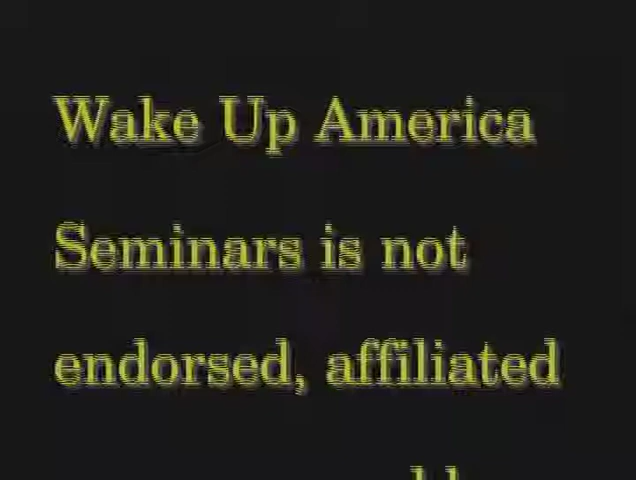 Wake Up America
Seminars is not
endorsed, affiliated